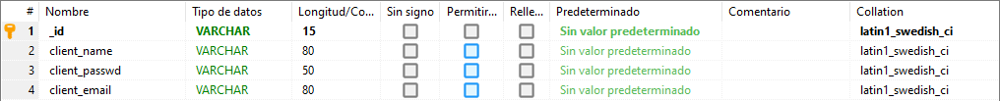 # Nombre Tipo de datos Longitud/Co... Sin signo Permitir... Relle... Predeterminado Comentario Collation
1 _id VARCHAR 15 Sin valor predeterminado latin1_swedish_ci
2 client_name VARCHAR 80 Sin valor predeterminado latin1_swedish_ci
3 client_passwd VARCHAR 50 Sin valor predeterminado latin1_swedish_ci
4 client_email VARCHAR 80 Sin valor predeterminado latin1_swedish_ci